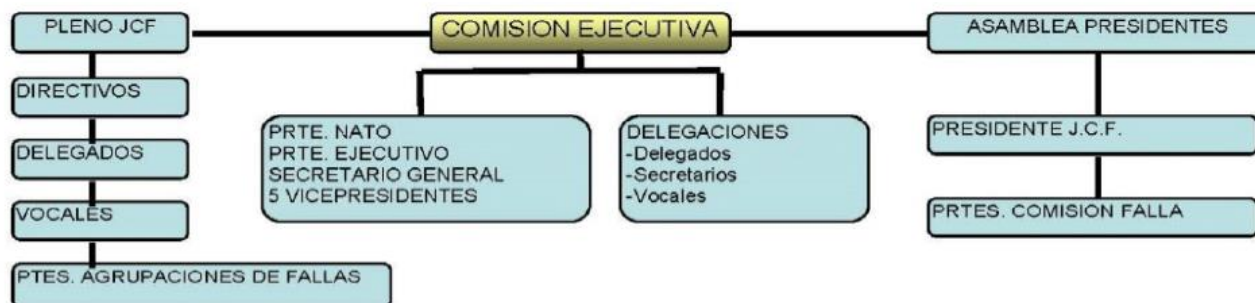 PLENO JCF
COMISION EJECUTIVA
ASAMBLEA PRESIDENTES
DIRECTIVOS
DELEGADOS
VOCALES
PTES. AGRUPACIONES DE FALLAS
PRTE. NATO
PRTE. EJECUTIVO
SECRETARIO GENERAL
5 VICEPRESIDENTES
DELEGACIONES
-Delegados
-Secretarios
-Vocales
PRESIDENTE J.C.F.
PRTES. COMISION FALLA